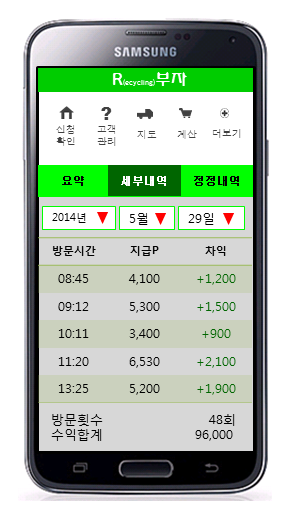 SAMSUNG
R(ecycling)부자
신청 확인
고객 관리
지도
계산
더보기
요약 세부내역 정정내역
2014년 5월 29일
방문시간 지급P 차익
08:45 4,100 +1,200
09:12 5,300 +1,500
10:11 3,400 +900
11:20 6,530 +2,100
13:25 5,200 +1,900
방문횟수 48회
수익합계 96,000